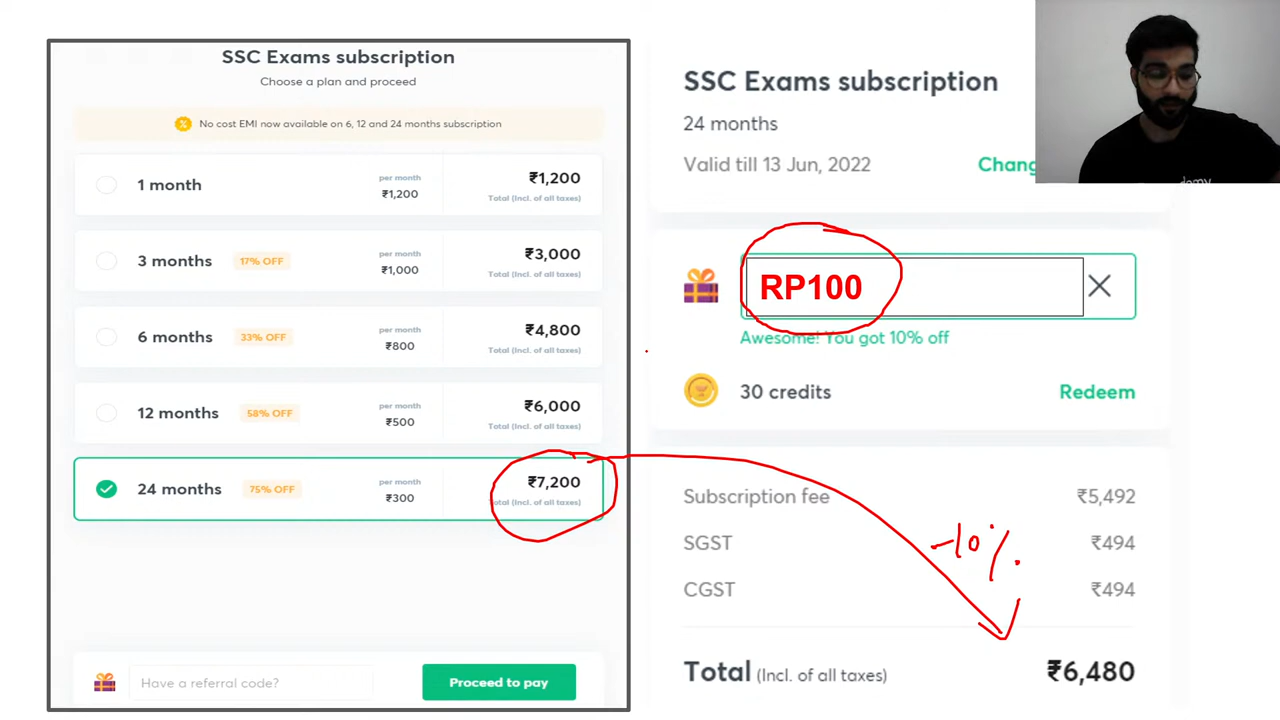 SSC Exams subscription
Choose a plan and proceed
No cost EMI now available on 6, 12 and 24 months subscription
1 month
per month
₹1,200
₹1,200
Total (Incl. of all taxes)
3 months
17% OFF
per month
₹1,000
₹3,000
Total (Incl. of all taxes)
6 months
33% OFF
per month
₹800
₹4,800
Total (Incl. of all taxes)
12 months
58% OFF
per month
₹500
₹6,000
Total (Incl. of all taxes)
24 months
75% OFF
per month
₹300
₹7,200
Total (Incl. of all taxes)
Have a referral code?
Proceed to pay
SSC Exams subscription
24 months
Valid till 13 Jun, 2022
Chang
RP100
Awesome! You got 10% off
30 credits
Redeem
Subscription fee
₹5,492
SGST
₹494
CGST
₹494
-10%
Total (Incl. of all taxes)
₹6,480